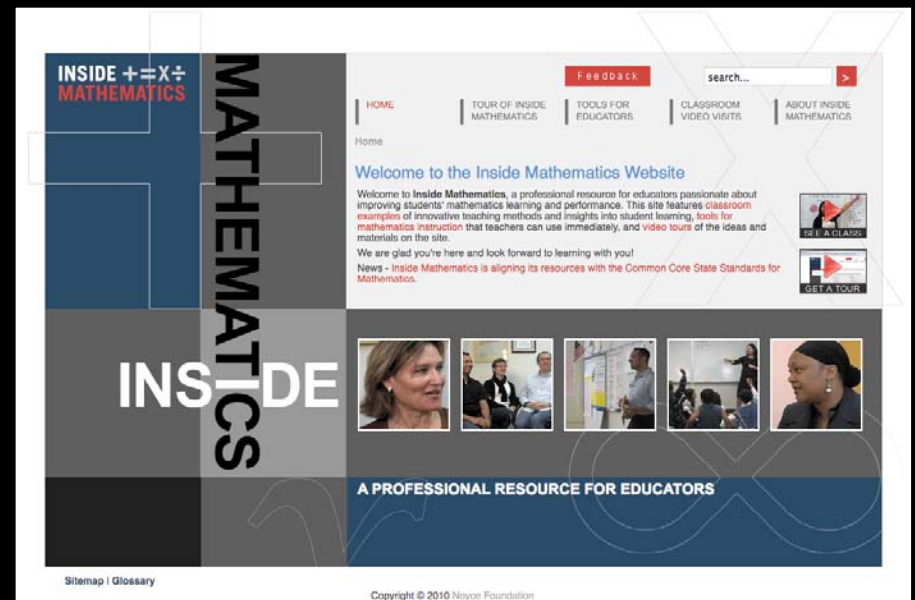 INSIDE +=X÷
MATHEMATICS
MATHEMATICS
Feedback
search...
>
HOME
TOUR OF INSIDE
MATHEMATICS
TOOLS FOR
EDUCATORS
CLASSROOM
VIDEO VISITS
ABOUT INSIDE
MATHEMATICS
Home
Welcome to the Inside Mathematics Website
Welcome to Inside Mathematics, a professional resource for educators passionate about
improving students' mathematics learning and performance. This site features classroom
examples of innovative teaching methods and insights into student learning, tools for
mathematics instruction that teachers can use immediately, and video tours of the ideas and
materials on the site.
We are glad you're here and look forward to learning with you!
News - Inside Mathematics is aligning its resources with the Common Core State Standards for
Mathematics.
SEE A CLASS
GET A TOUR
INSIDE
A PROFESSIONAL RESOURCE FOR EDUCATORS
Sitemap | Glossary
Copyright © 2010 Noyce Foundation